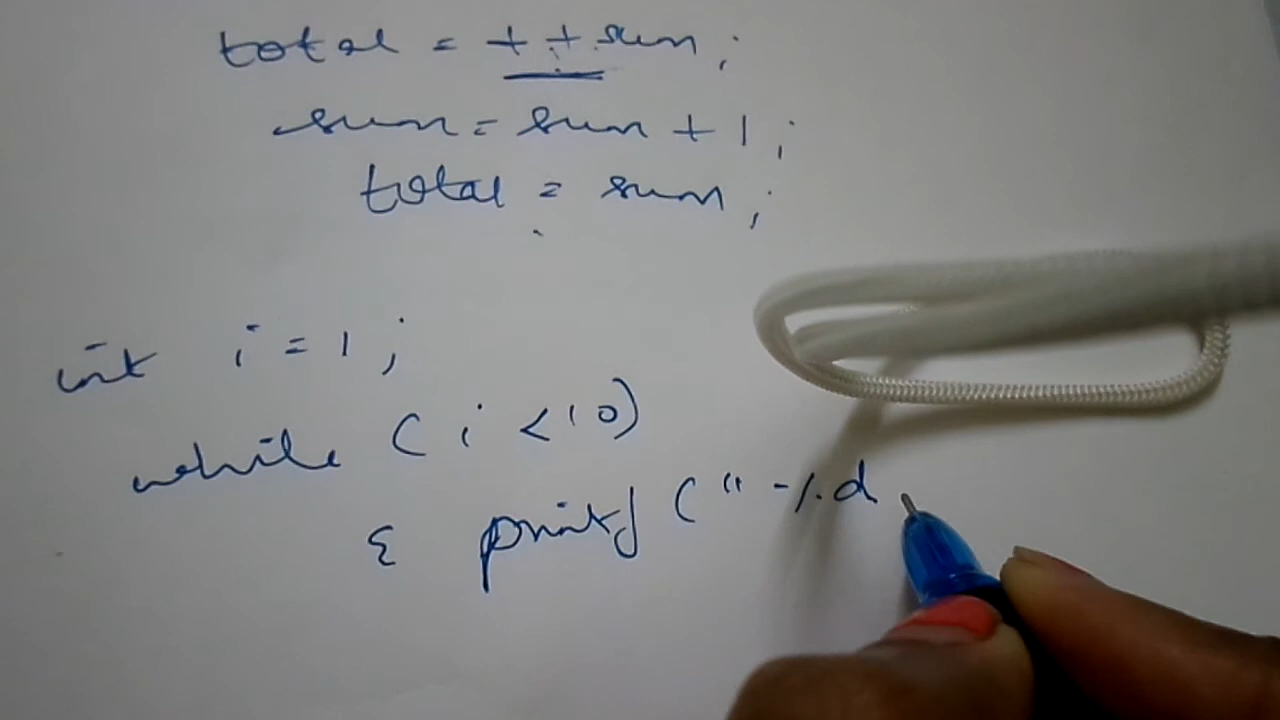 total = ++sum;
sum = sum + 1;
total = sum;
int i = 1;
while (i < 10)
{ printf ( " %d